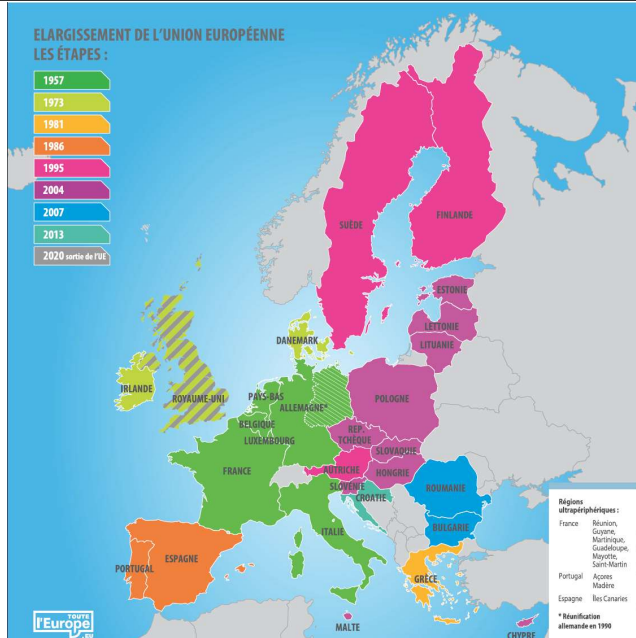 ELARGISSEMENT DE L'UNION EUROPÉENNE
LES ÉTAPES :
1957
1973
1981
1986
1995
2004
2007
2013
2020 sortie de l'UE
SUÈDE
FINLANDE
ESTONIE
LETTONIE
LITUANIE
DANEMARK
IRLANDE
ROYAUME-UNI
PAYS-BAS
ALLEMAGNE*
POLOGNE
BELGIQUE
LUXEMBOURG
RÉP.
TCHÈQUE
SLOVAQUIE
FRANCE
AUTRICHE
HONGRIE
SLOVÉNIE
CROATIE
ROUMANIE
BULGARIE
ITALIE
PORTUGAL
ESPAGNE
GRÈCE
MALTE
CHYPRE
Régions
ultrapériphériques :
France Réunion,
Guyane,
Martinique,
Guadeloupe,
Mayotte,
Saint-Martin
Portugal Açores
Madère
Espagne Îles Canaries
* Réunification
allemande en 1990
TOUTE
l'Europe
.EU